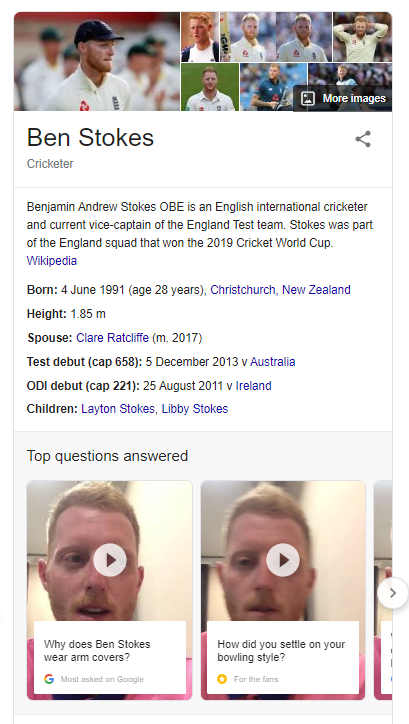 More images
Ben Stokes
Cricketer
Benjamin Andrew Stokes OBE is an English international cricketer
and current vice-captain of the England Test team. Stokes was part
of the England squad that won the 2019 Cricket World Cup.
Wikipedia
Born: 4 June 1991 (age 28 years), Christchurch, New Zealand
Height: 1.85 m
Spouse: Clare Ratcliffe (m. 2017)
Test debut (cap 658): 5 December 2013 v Australia
ODI debut (cap 221): 25 August 2011 v Ireland
Children: Layton Stokes, Libby Stokes
Top questions answered
Why does Ben Stokes
wear arm covers?
Most asked on Google
How did you settle on your
bowling style?
For the fans